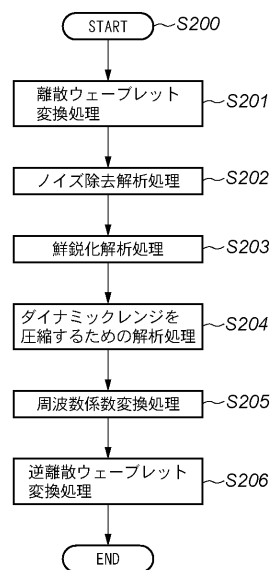 START
S200
離散ウェーブレット
変換処理
S201
ノイズ除去解析処理
S202
鮮鋭化解析処理
S203
ダイナミックレンジを
圧縮するための解析処理
S204
周波数係数変換処理
S205
逆離散ウェーブレット
変換処理
S206
END